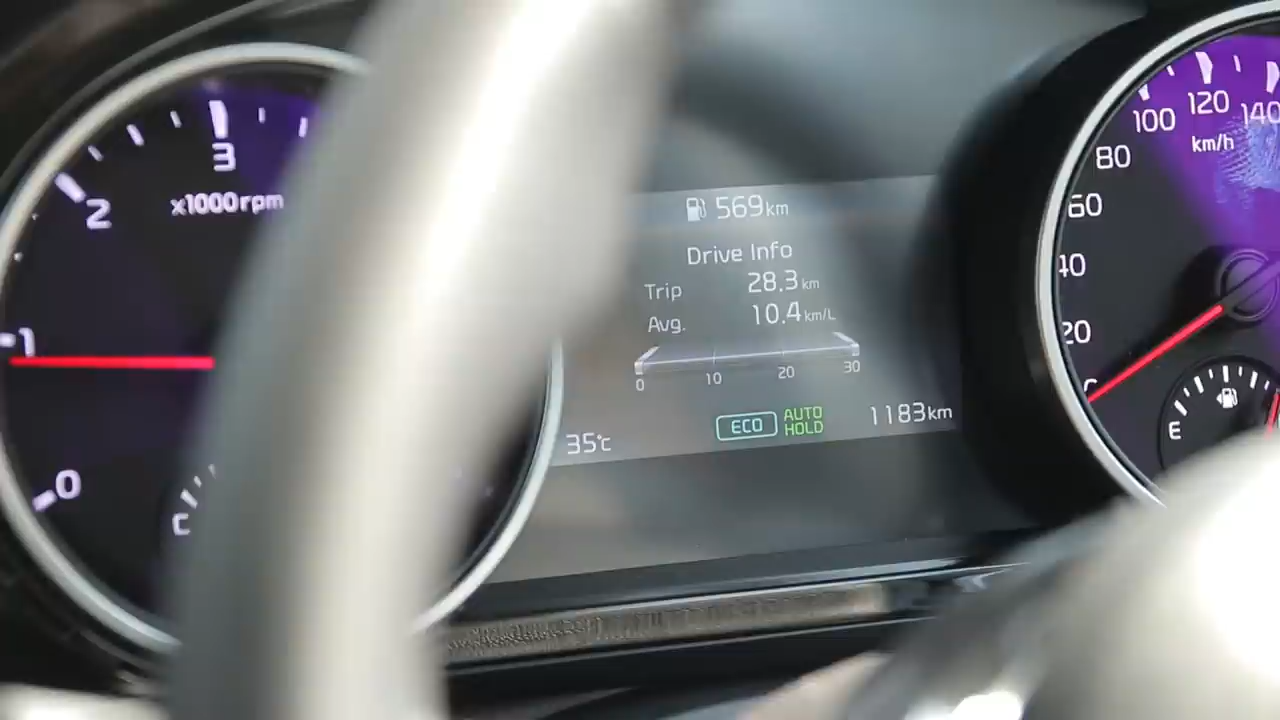 3
2
x1000rpm
1
0
C
569km
Drive Info
Trip 28.3 km
Avg. 10.4 km/L
0 10 20 30
35℃
ECO AUTO HOLD 1183km
140
120
100
km/h
80
60
40
20
E